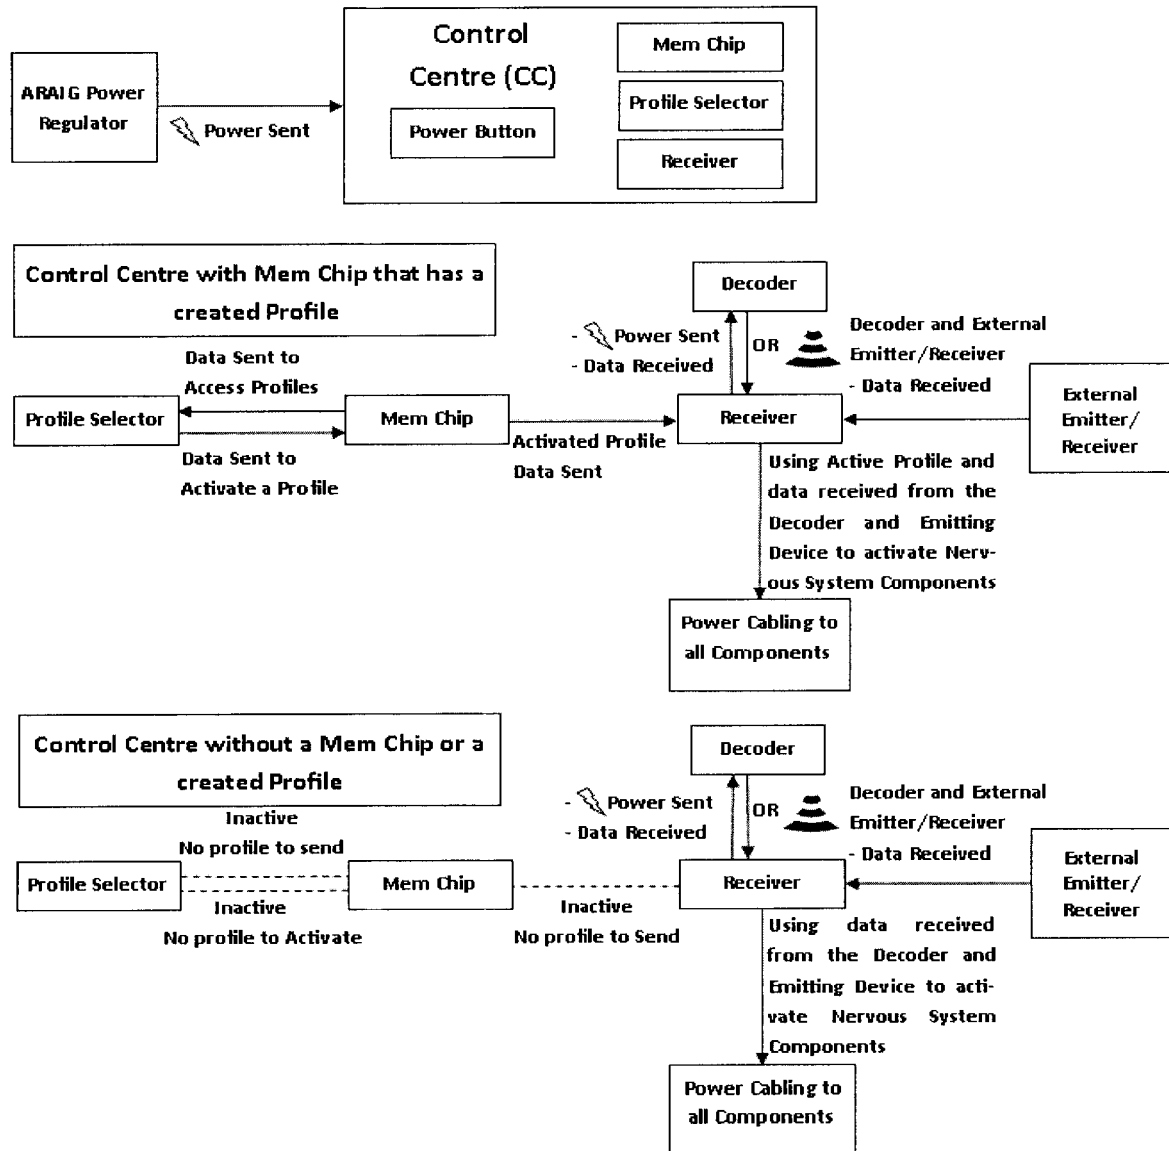 Control
Centre (CC)
Mem Chip
Profile Selector
Power Button
Receiver
ARAIG Power
Regulator
Power Sent
Control Centre with Mem Chip that has a
created Profile
Decoder
- Power Sent
- Data Received
OR
Decoder and External
Emitter/Receiver
- Data Received
Data Sent to
Access Profiles
Profile Selector
Mem Chip
Receiver
External
Emitter/
Receiver
Data Sent to
Activate a Profile
Activated Profile
Data Sent
Using Active Profile and
data received from the
Decoder and Emitting
Device to activate Nerv-
ous System Components
Power Cabling to
all Components
Control Centre without a Mem Chip or a
created Profile
Decoder
- Power Sent
- Data Received
OR
Decoder and External
Emitter/Receiver
- Data Received
Inactive
No profile to send
Profile Selector
Mem Chip
Receiver
External
Emitter/
Receiver
Inactive
No profile to Activate
Inactive
No profile to Send
Using data received
from the Decoder and
Emitting Device to acti-
vate Nervous System
Components
Power Cabling to
all Components